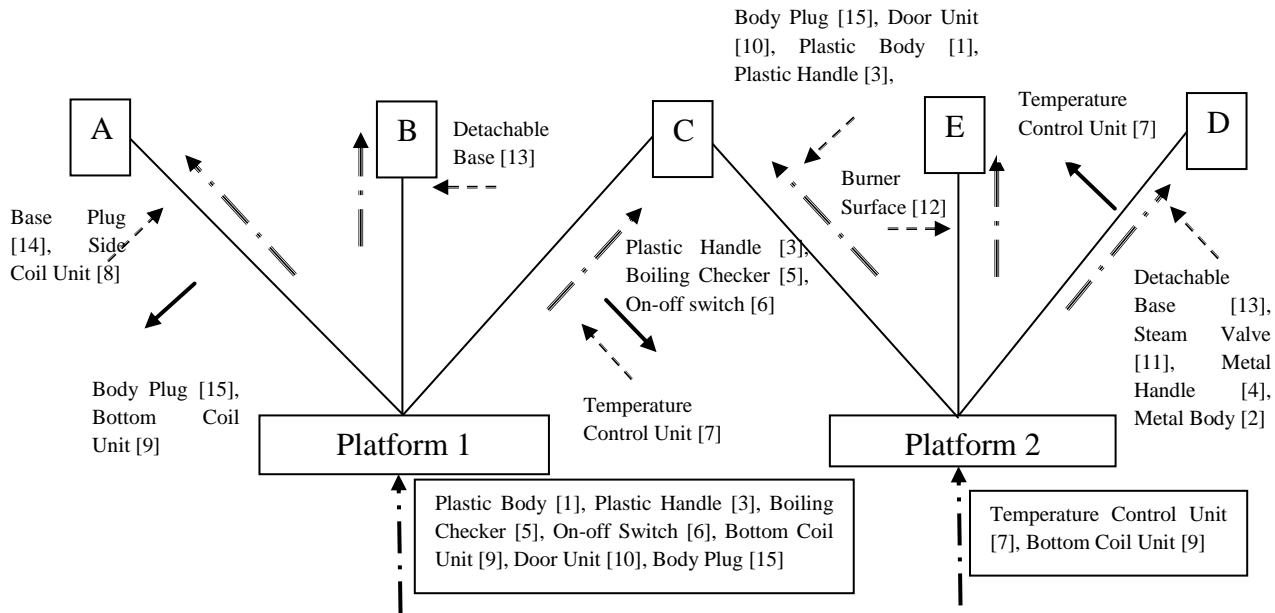 Body Plug [15], Door Unit
[10], Plastic Body [1],
Plastic Handle [3],
A
B
C
E
D
Detachable
Base [13]
Temperature
Control Unit [7]
Burner
Surface [12]
Base Plug
[14], Side
Coil Unit [8]
Plastic Handle [3],
Boiling Checker [5],
On-off switch [6]
Detachable
Base [13],
Steam Valve
[11], Metal
Handle [4],
Metal Body [2]
Body Plug [15],
Bottom Coil
Unit [9]
Temperature
Control Unit [7]
Platform 1
Platform 2
Plastic Body [1], Plastic Handle [3], Boiling
Checker [5], On-off Switch [6], Bottom Coil
Unit [9], Door Unit [10], Body Plug [15]
Temperature Control Unit
[7], Bottom Coil Unit [9]